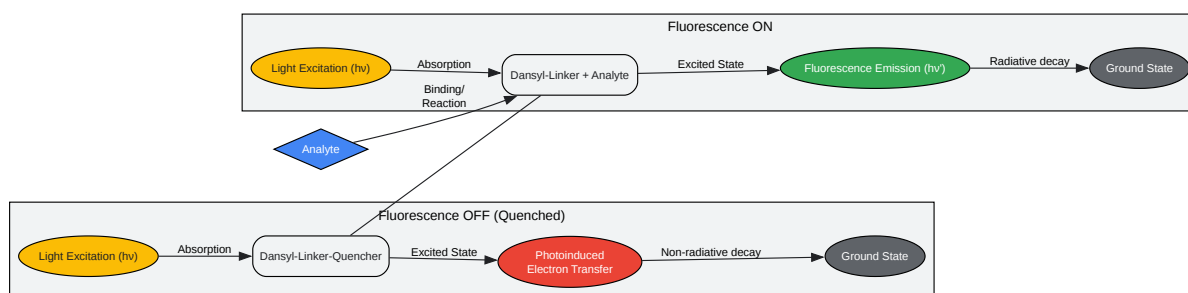 Fluorescence ON
Light Excitation (hν)
Absorption
Dansyl-Linker + Analyte
Excited State
Fluorescence Emission (hν')
Radiative decay
Ground State
Binding/
Reaction
Analyte
Fluorescence OFF (Quenched)
Light Excitation (hν)
Absorption
Dansyl-Linker-Quencher
Excited State
Photoinduced
Electron Transfer
Non-radiative decay
Ground State